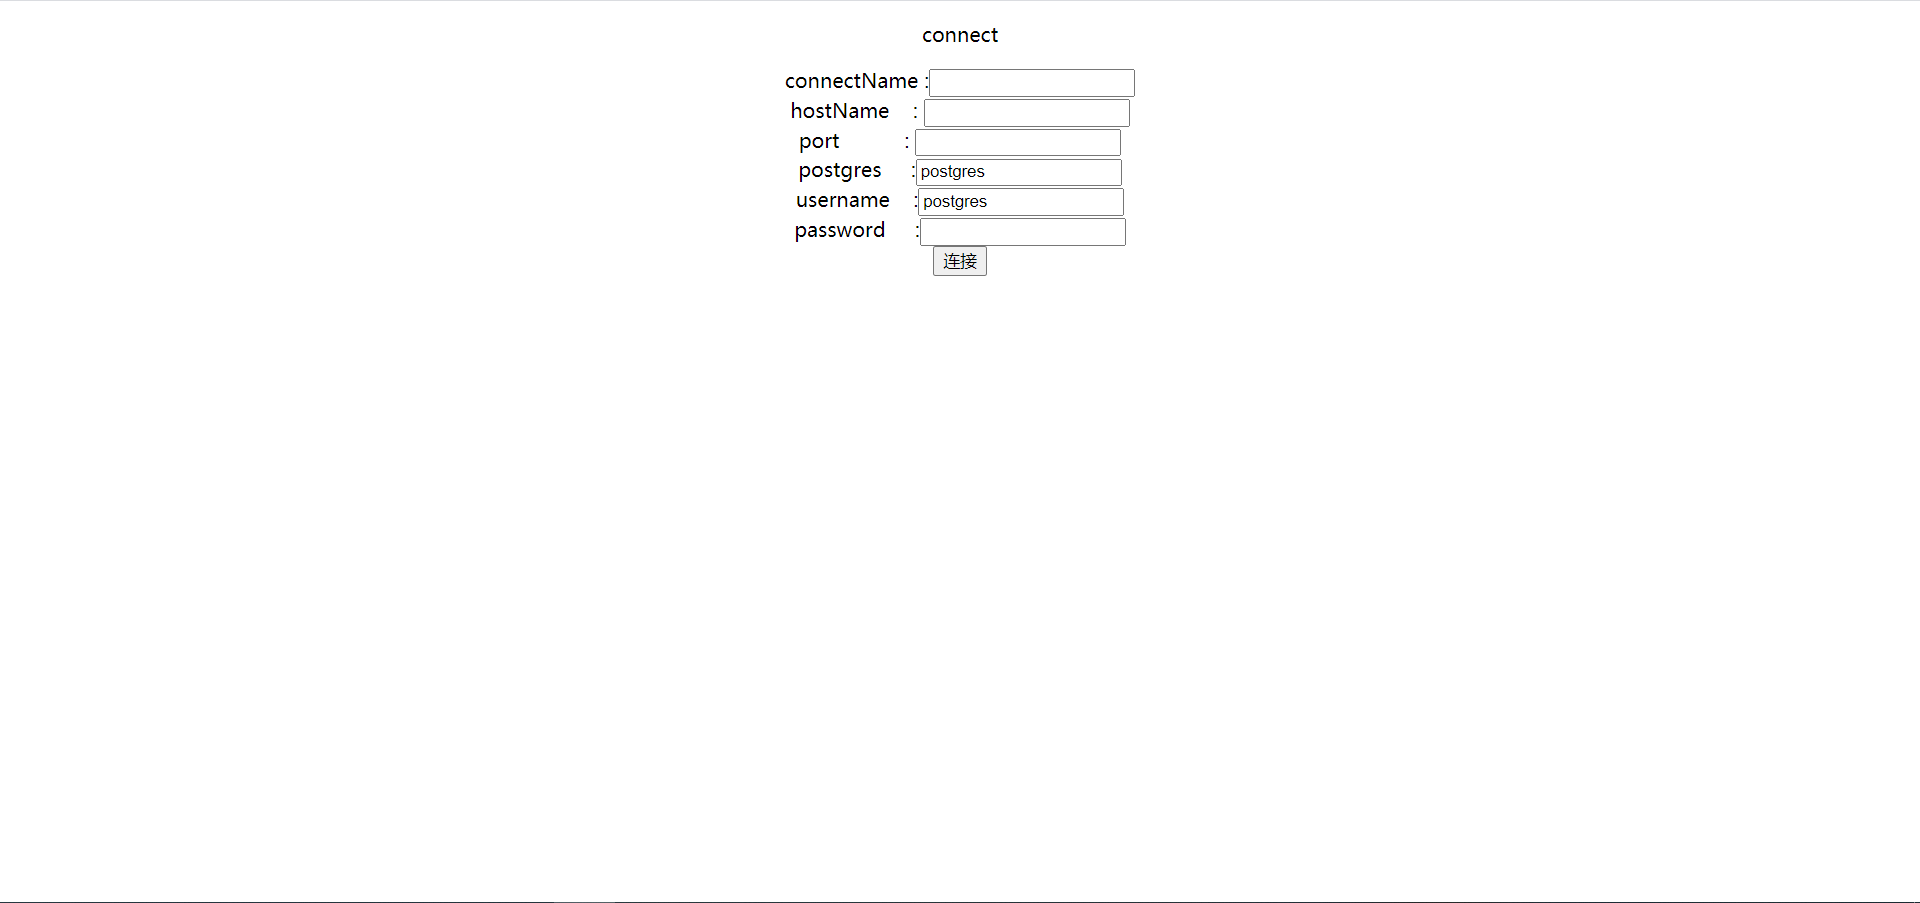 connect
connectName :
hostName :
port :
postgres :postgres
username :postgres
password :
连接